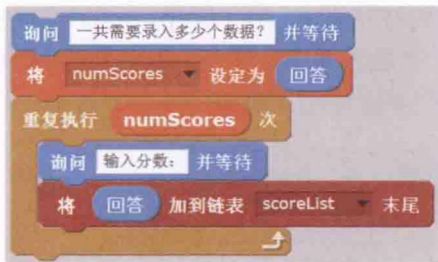 询问 一共需要录入多少个数据？ 并等待
将 numScores 设定为 回答
重复执行 numScores 次
询问 输入分数： 并等待
将 回答 加到链表 scoreList 末尾